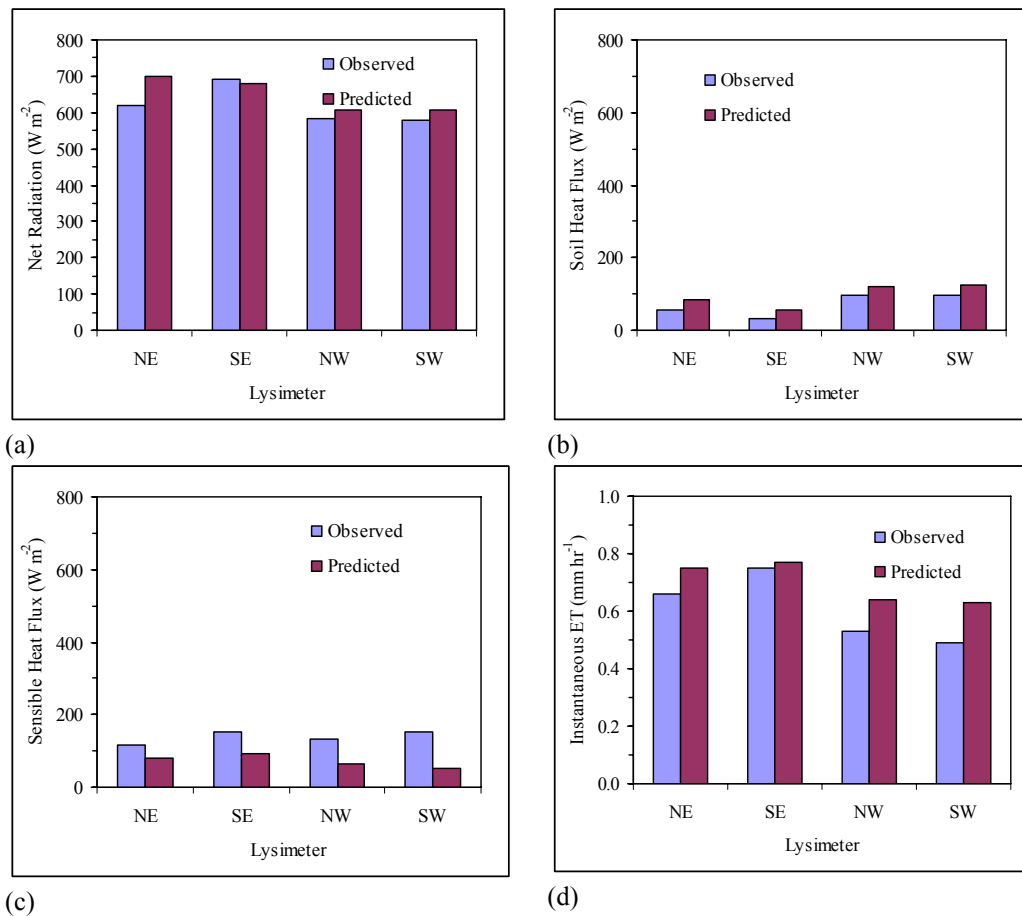 800
700
600
500
400
300
200
100
0
Net Radiation (W m-2)
Observed
Predicted
NE SE NW SW
Lysimeter
(a)
800
600
400
200
0
Soil Heat Flux (W m-2)
Observed
Predicted
NE SE NW SW
Lysimeter
(b)
800
600
400
200
0
Sensible Heat Flux (W m-2)
Observed
Predicted
NE SE NW SW
Lysimeter
(c)
1.0
0.8
0.6
0.4
0.2
0.0
Instantaneous ET (mm hr-1)
Observed
Predicted
NE SE NW SW
Lysimeter
(d)